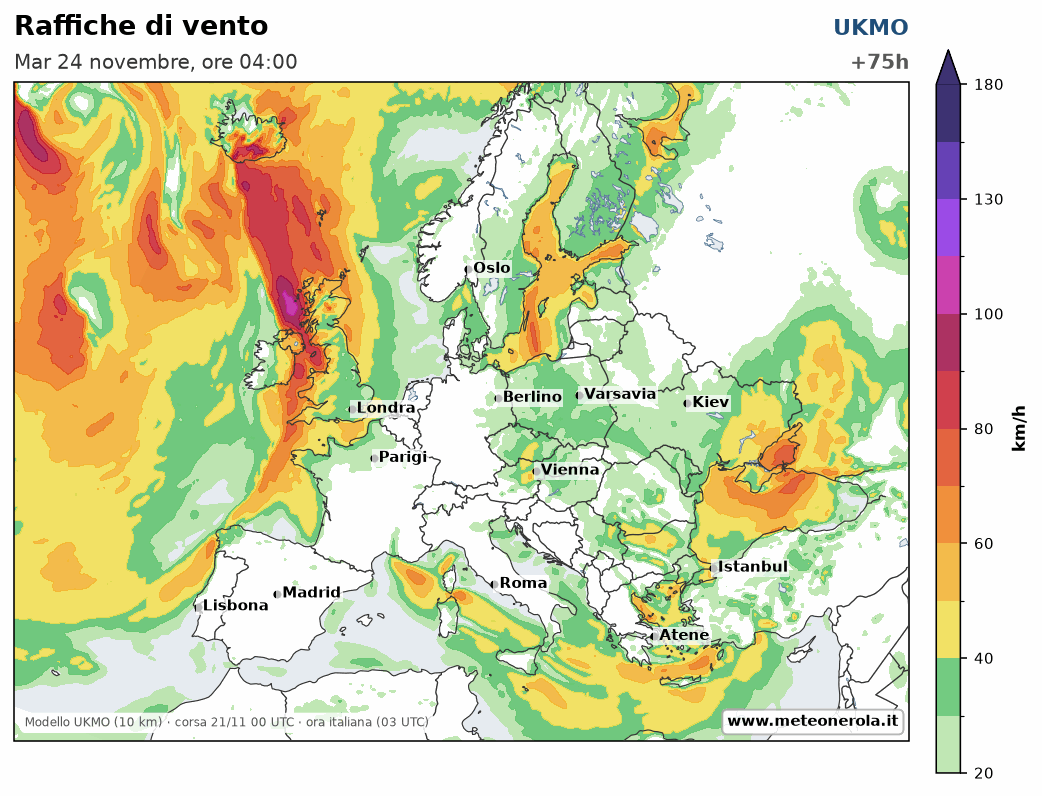 Raffiche di vento
UKMO
Mar 24 novembre, ore 04:00
+75h
180
130
100
80
60
40
20
km/h
Oslo
Londra
Berlino
Varsavia
Kiev
Parigi
Vienna
Istanbul
Roma
Madrid
Lisbona
Atene
Modello UKMO (10 km) · corsa 21/11 00 UTC · ora italiana (03 UTC)
www.meteonerola.it